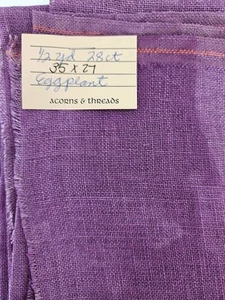 1/2 yd 28ct
35 x 27
Eggplant
ACORNS & THREADS